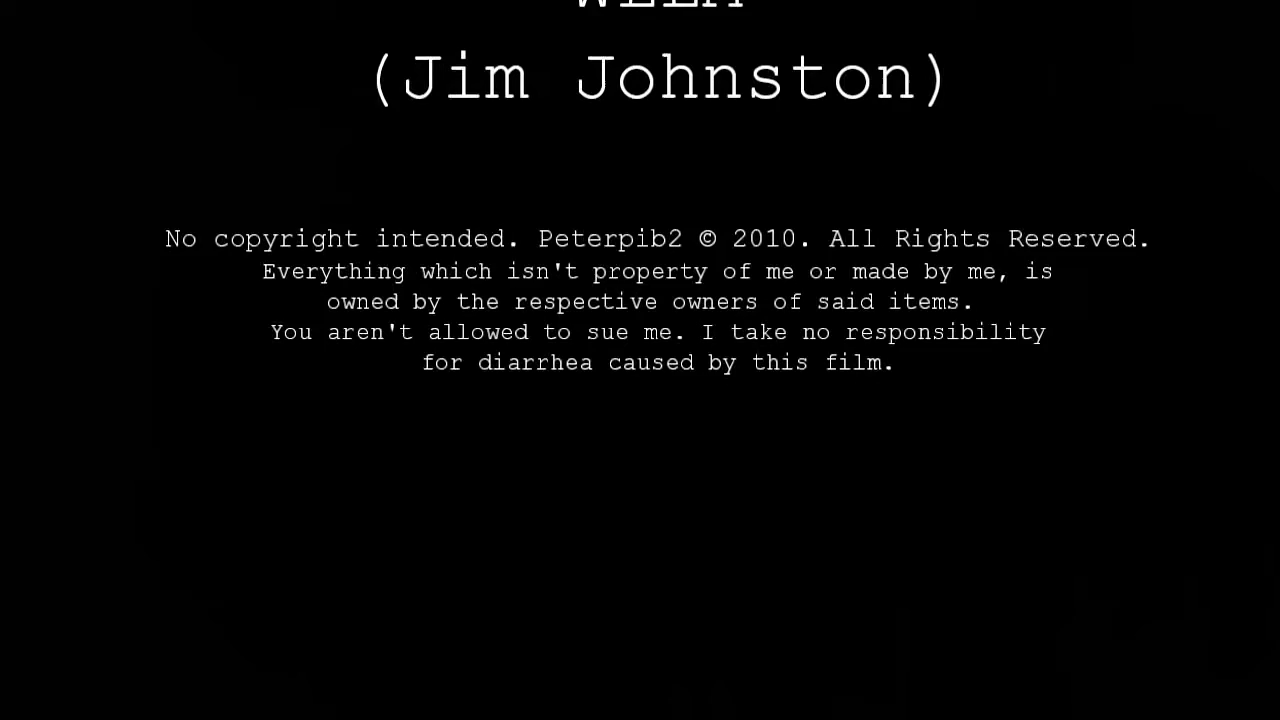 (Jim Johnston)
No copyright intended. Peterpib2 © 2010. All Rights Reserved.
Everything which isn't property of me or made by me, is
owned by the respective owners of said items.
You aren't allowed to sue me. I take no responsibility
for diarrhea caused by this film.